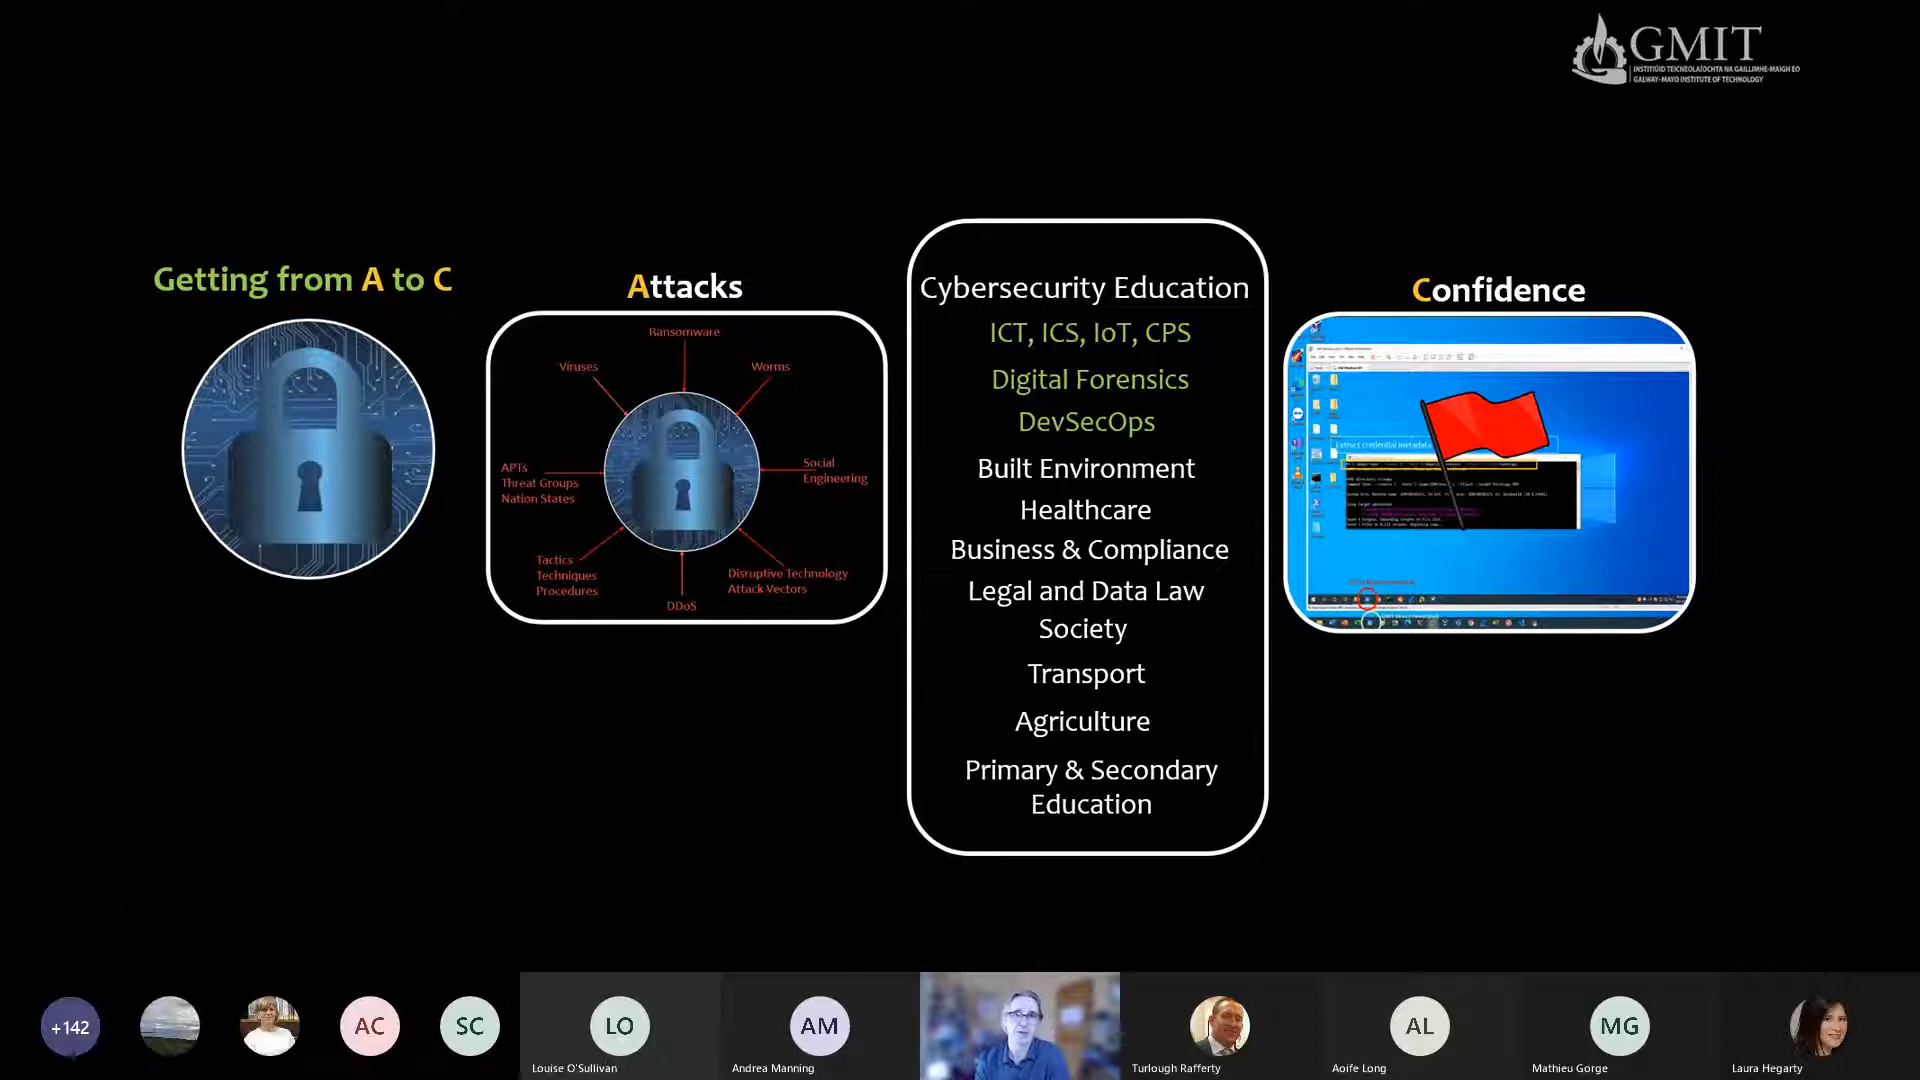 GMIT
INSTITIÚID TEICNEOLAÍOCHTA NA GAILLIMHE-MAIGH EO
GALWAY-MAYO INSTITUTE OF TECHNOLOGY
Getting from A to C
Attacks
Ransomware
Viruses
Worms
APTs
Threat Groups
Nation States
Social
Engineering
Tactics
Techniques
Procedures
DDoS
Disruptive Technology
Attack Vectors
Cybersecurity Education
ICT, ICS, IoT, CPS
Digital Forensics
DevSecOps
Built Environment
Healthcare
Business & Compliance
Legal and Data Law
Society
Transport
Agriculture
Primary & Secondary
Education
Confidence
Extract credential metadata
+142
AC
SC
LO
Louise O'Sullivan
AM
Andrea Manning
Turlough Rafferty
AL
Aoife Long
MG
Mathieu Gorge
Laura Hegarty